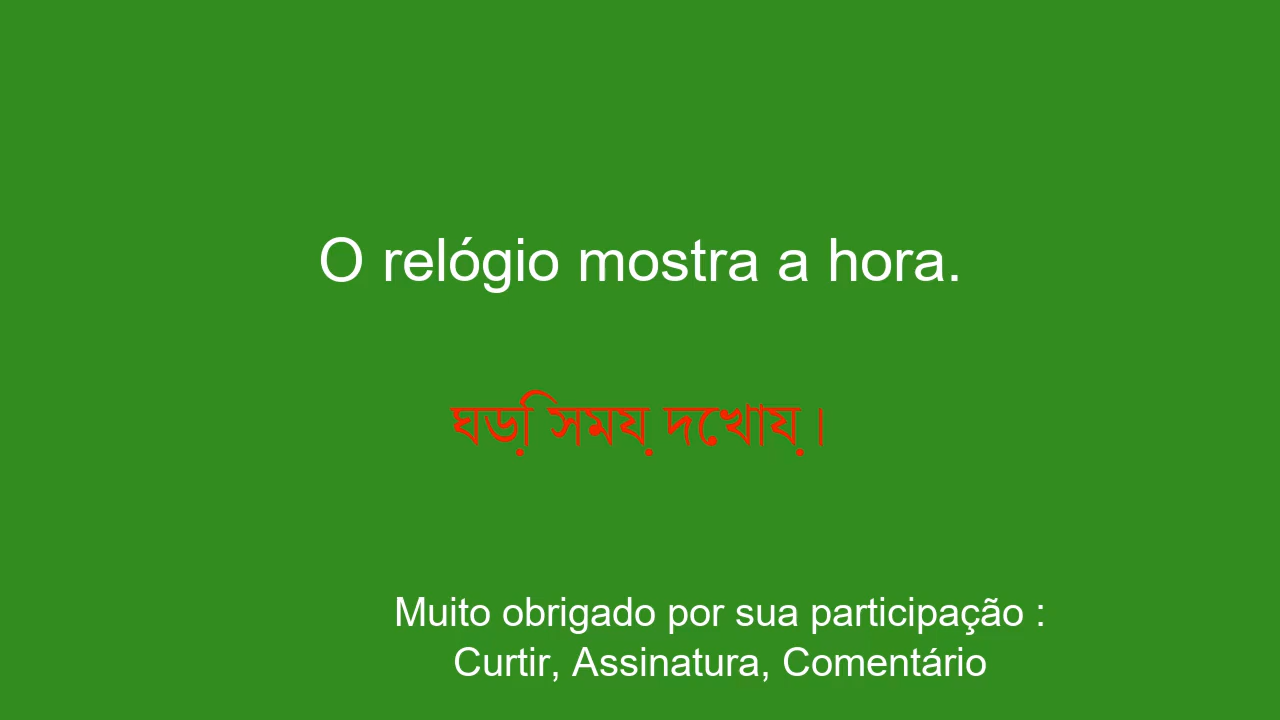 O relógio mostra a hora.
ঘড়ি সময় দেখায়।
Muito obrigado por sua participação :
Curtir, Assinatura, Comentário